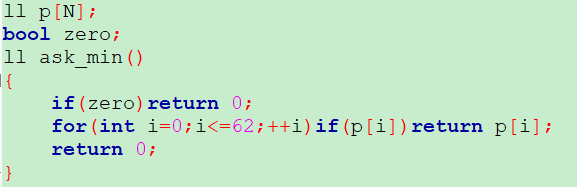 ll p[N];
bool zero;
ll ask_min()
{
    if(zero)return 0;
    for(int i=0;i<=62;++i)if(p[i])return p[i];
    return 0;
}